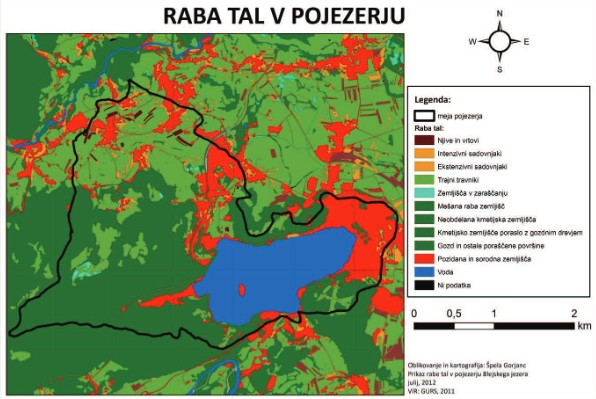 RABA TAL V POJEZERJU
N
W E
S
Legenda:
meja pojezerja
Raba tal:
Njive in vrtovi
Intenzivni sadovnjaki
Ekstenzivni sadovnjaki
Trajni travniki
Zemljišča v zaraščanju
Mešana raba zemljišč
Neobdelana kmetijska zemljišča
Kmetijsko zemljišče poraslo z gozdnim drevjem
Gozd in ostale poraščene površine
Pozidana in sorodna zemljišča
Voda
Ni podatka
0 0,5 1 2
km
Oblikovanje in kartografija: Špela Gorjanc
Prikaz rabe tal v pojezerju Blejskega jezera
julij, 2012
VIR: GURS, 2011